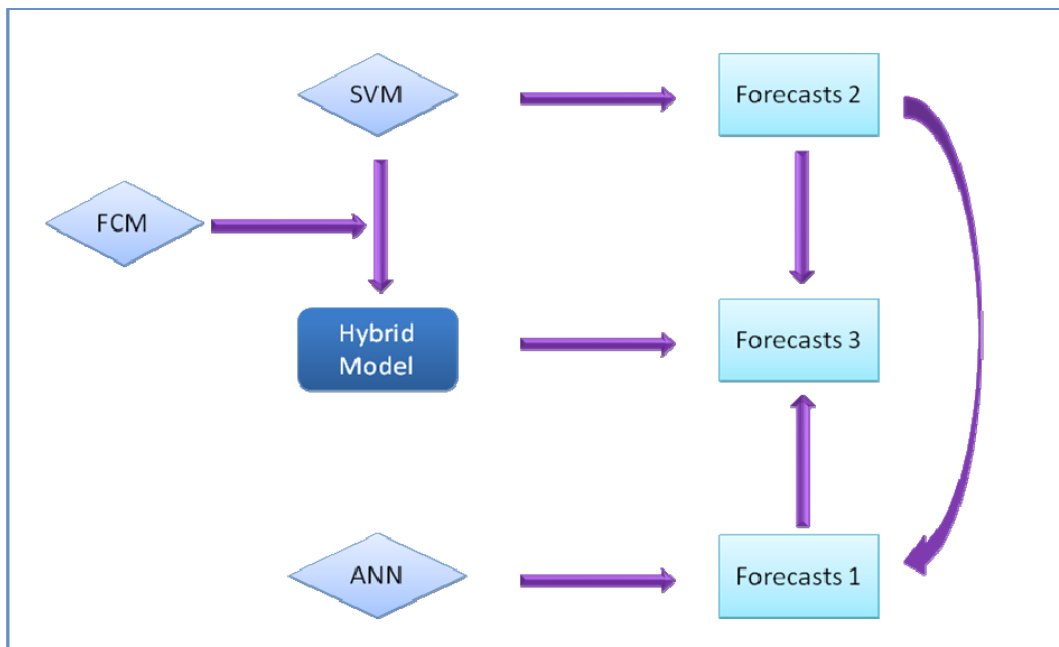 SVM
Forecasts 2
FCM
Hybrid
Model
Forecasts 3
ANN
Forecasts 1